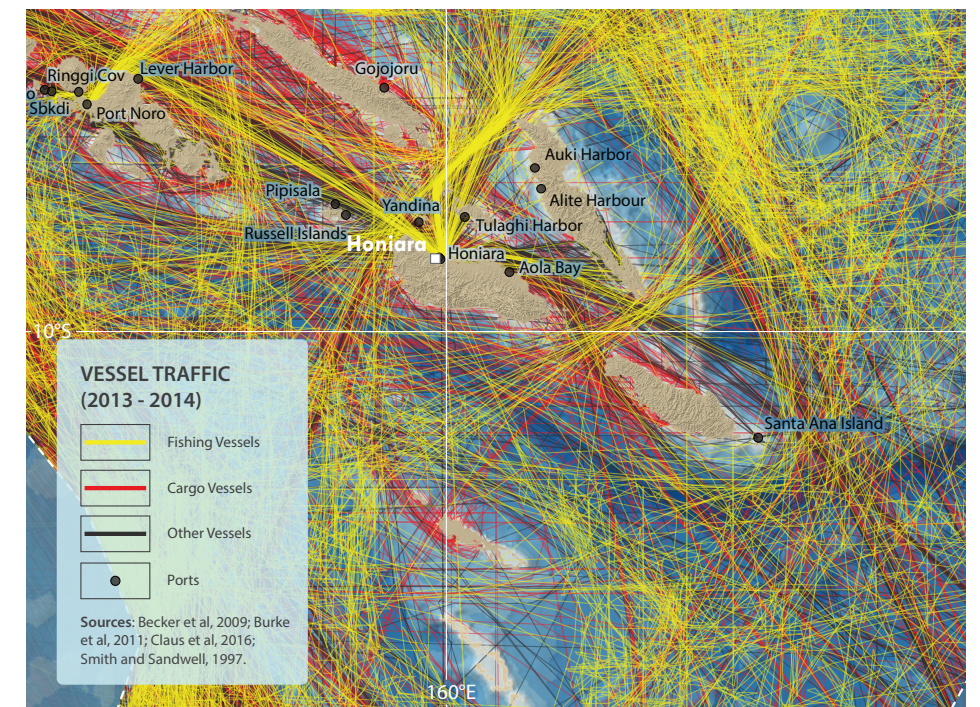 Ringgi Cov
Lever Harbor
Gojojoru
o
Sbkdi
Port Noro
Auki Harbor
Alite Harbour
Pipisala
Yandina
Tulaghi Harbor
Russell Islands
Honiara
Honiara
Aola Bay
10°S
VESSEL TRAFFIC
(2013 - 2014)
Fishing Vessels
Cargo Vessels
Other Vessels
Ports
Sources: Becker et al, 2009; Burke
et al, 2011; Claus et al, 2016;
Smith and Sandwell, 1997.
Santa Ana Island
160°E